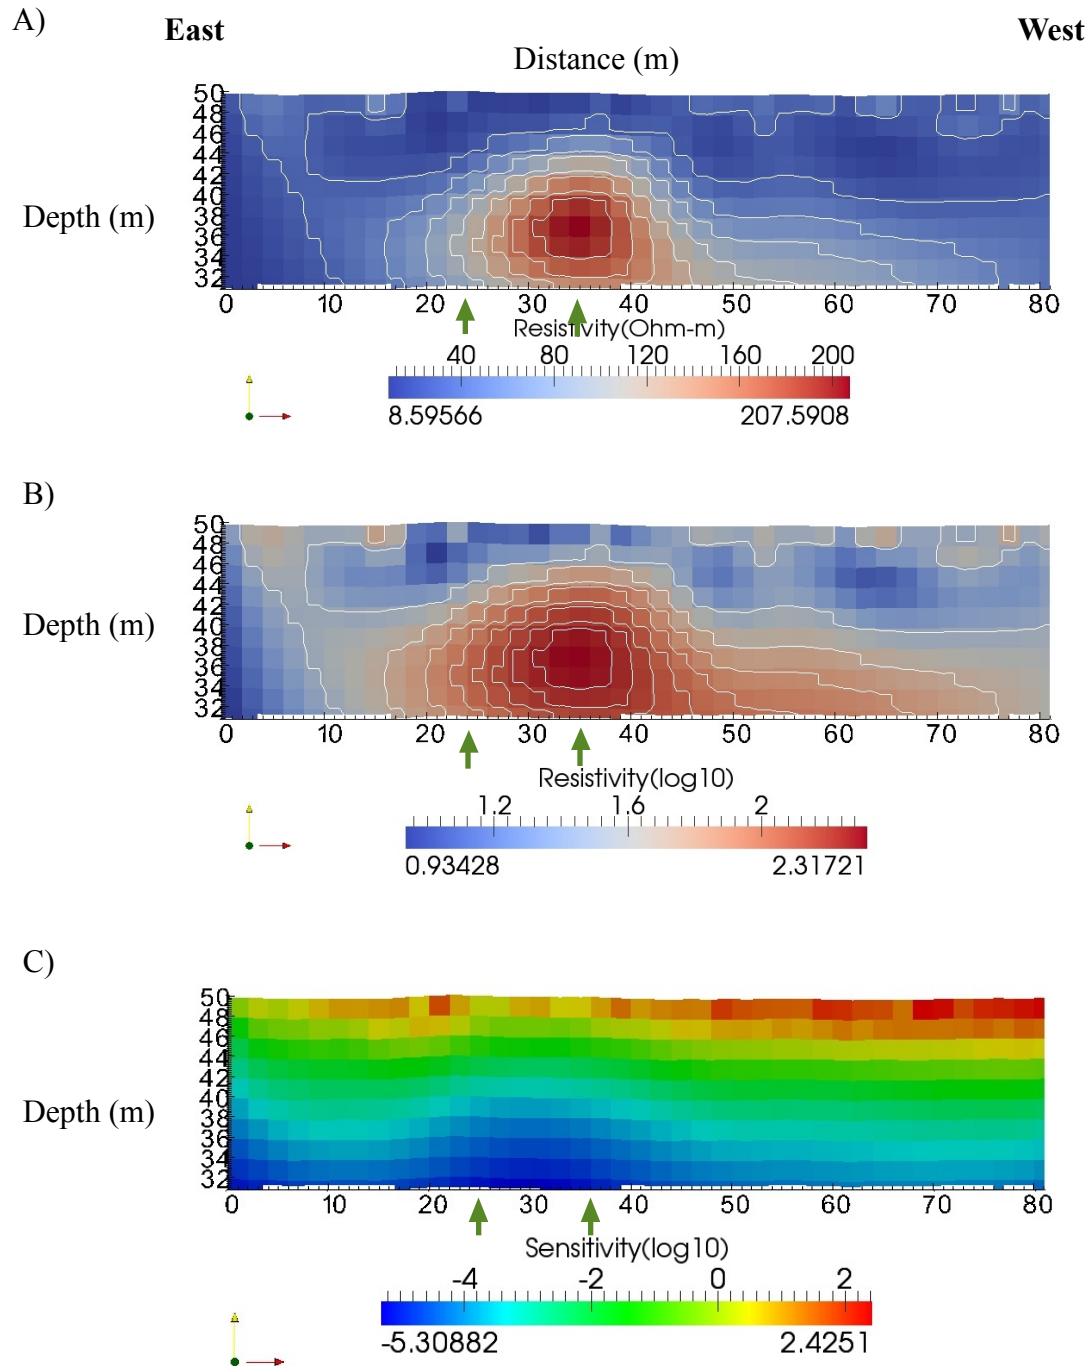 A)
East West
Distance (m)
50
48
46
44
42
40
38
36
34
32
Depth (m)
0 10 20 30 40 50 60 70 80
Resistivity(Ohm-m)
40 80 120 160 200
8.59566 207.5908
B)
50
48
46
44
42
40
38
36
34
32
Depth (m)
0 10 20 30 40 50 60 70 80
Resistivity(log10)
1.2 1.6 2
0.93428 2.31721
C)
50
48
46
44
42
40
38
36
34
32
Depth (m)
0 10 20 30 40 50 60 70 80
Sensitivity(log10)
-4 -2 0 2
-5.30882 2.4251